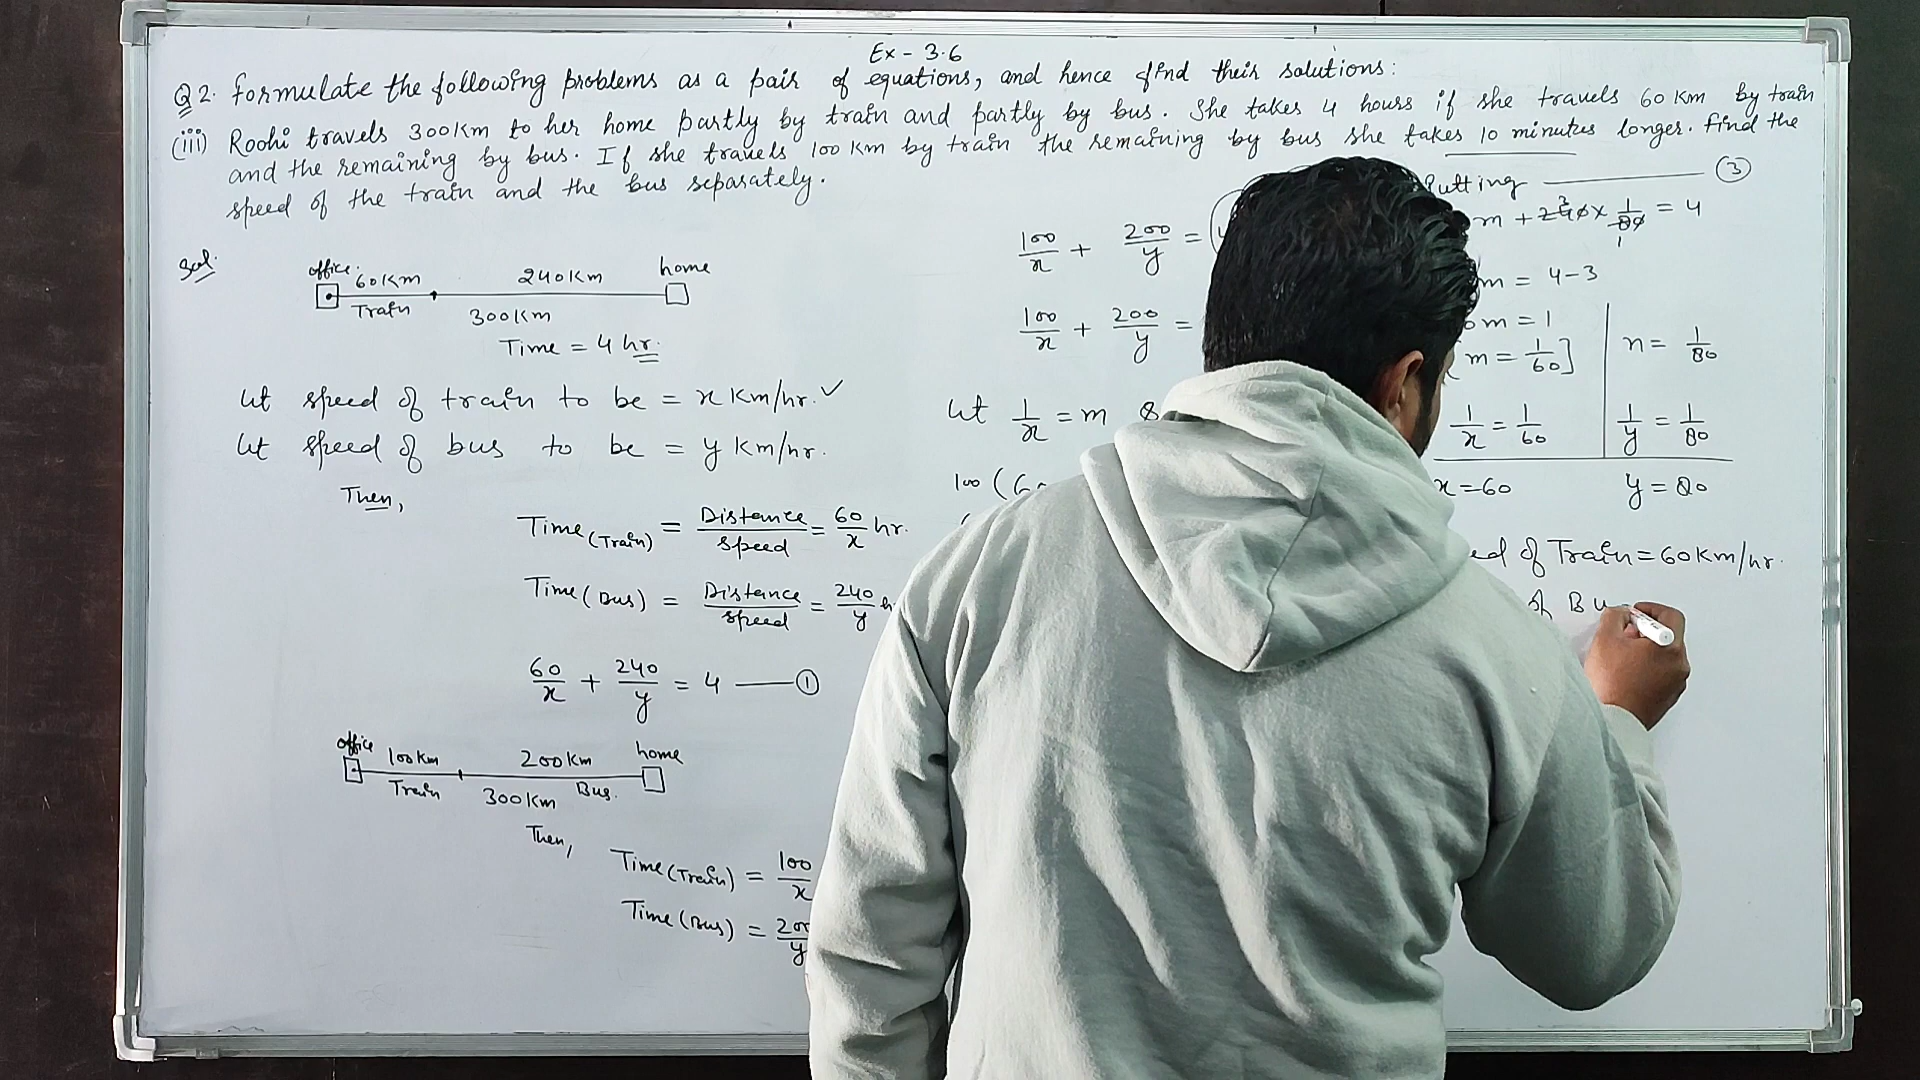 Ex - 3.6
Q2. formulate the following problems as a pair of equations, and hence find their solutions:
(iii) Roohi travels 300km to her home partly by train and partly by bus. She takes 4 hours if she travels 60 Km by train
and the remaining by bus. If she travels 100 Km by train the remaining by bus she takes 10 minutes longer. find the
speed of the train and the bus separately.
Sol.
office 60Km 240Km home
Train 300Km
Time = 4 hr.
let speed of train to be = x Km/hr. ✓
let speed of bus to be = y Km/hr.
Then,
Time (Train) = Distance/speed = 60/x hr.
Time (Bus) = Distance/speed = 240/y h
60/x + 240/y = 4 —— ①
office 100Km 200Km home
Train 300Km Bus.
Then,
Time (Train) = 100/x
Time (Bus) = 200/y
100/x + 200/y =
100/x + 200/y =
let 1/x = m &
100 (
Putting —— ③
m + 240 x 1/80 = 4
3
1
m = 4-3
m = 1
[m = 1/60]
n = 1/80
1/x = 1/60
1/y = 1/80
x = 60
y = 80
of Train = 60Km/hr.
of Bu